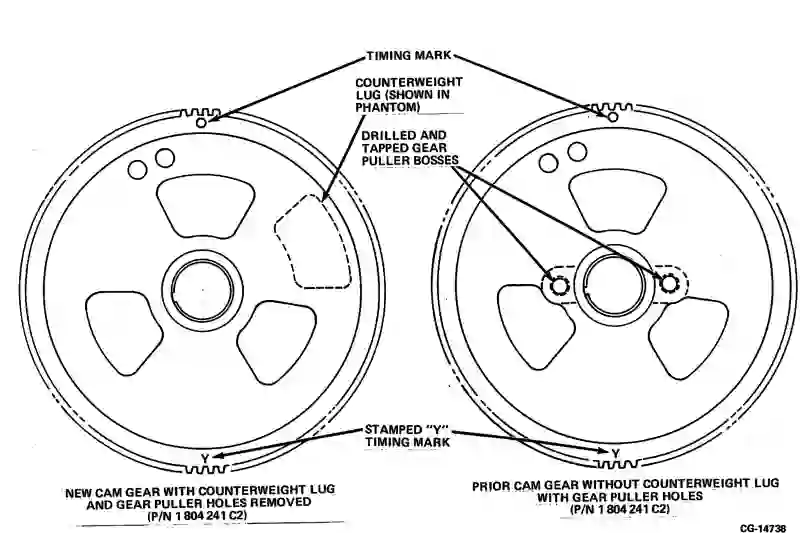 TIMING MARK
COUNTERWEIGHT
LUG (SHOWN IN
PHANTOM)
DRILLED AND
TAPPED GEAR
PULLER BOSSES
STAMPED "Y"
TIMING MARK
Y
Y
NEW CAM GEAR WITH COUNTERWEIGHT LUG
AND GEAR PULLER HOLES REMOVED
(P/N 1 804 241 C2)
PRIOR CAM GEAR WITHOUT COUNTERWEIGHT LUG
WITH GEAR PULLER HOLES
(P/N 1 804 241 C2)
CG-14738